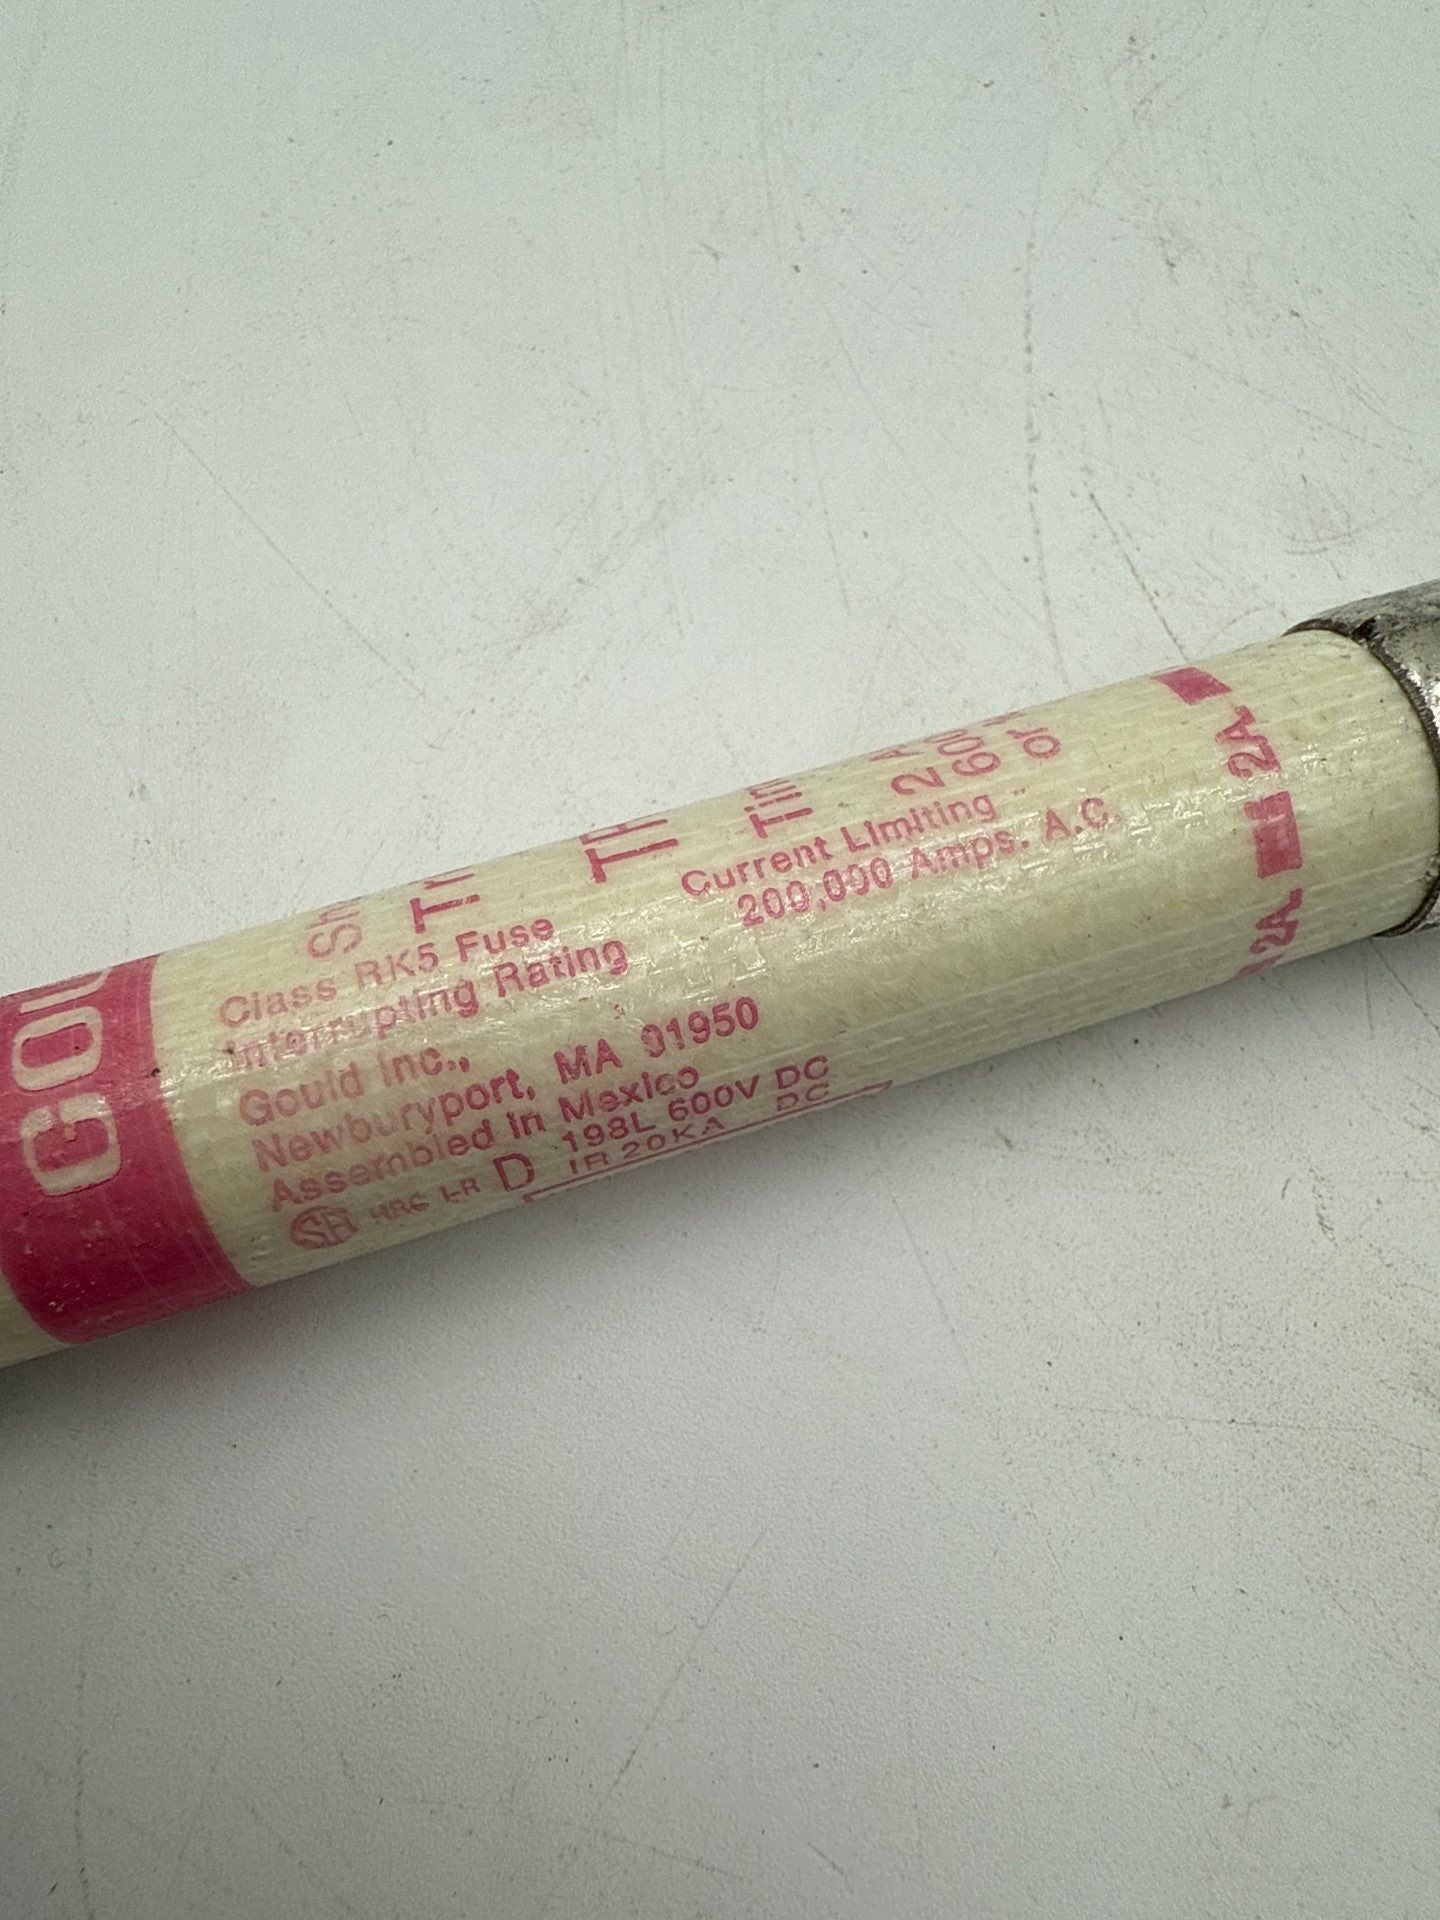 GOU
Sh
Tr
TR
Tim
A
2
600
or
Class RK5 Fuse
Current Limiting
Interrupting Rating
200,000 Amps. A.C.
Gould Inc.,
Newburyport, MA 01950
Assembled in Mexico
198L 600V DC
D
IR 20KA DC
2A
2A